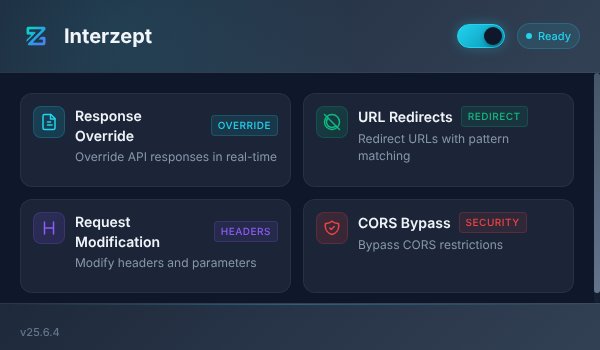 Interzept
Ready
Response
Override
OVERRIDE
Override API responses in real-time
URL Redirects
REDIRECT
Redirect URLs with pattern
matching
Request
Modification
HEADERS
Modify headers and parameters
CORS Bypass
SECURITY
Bypass CORS restrictions
v25.6.4